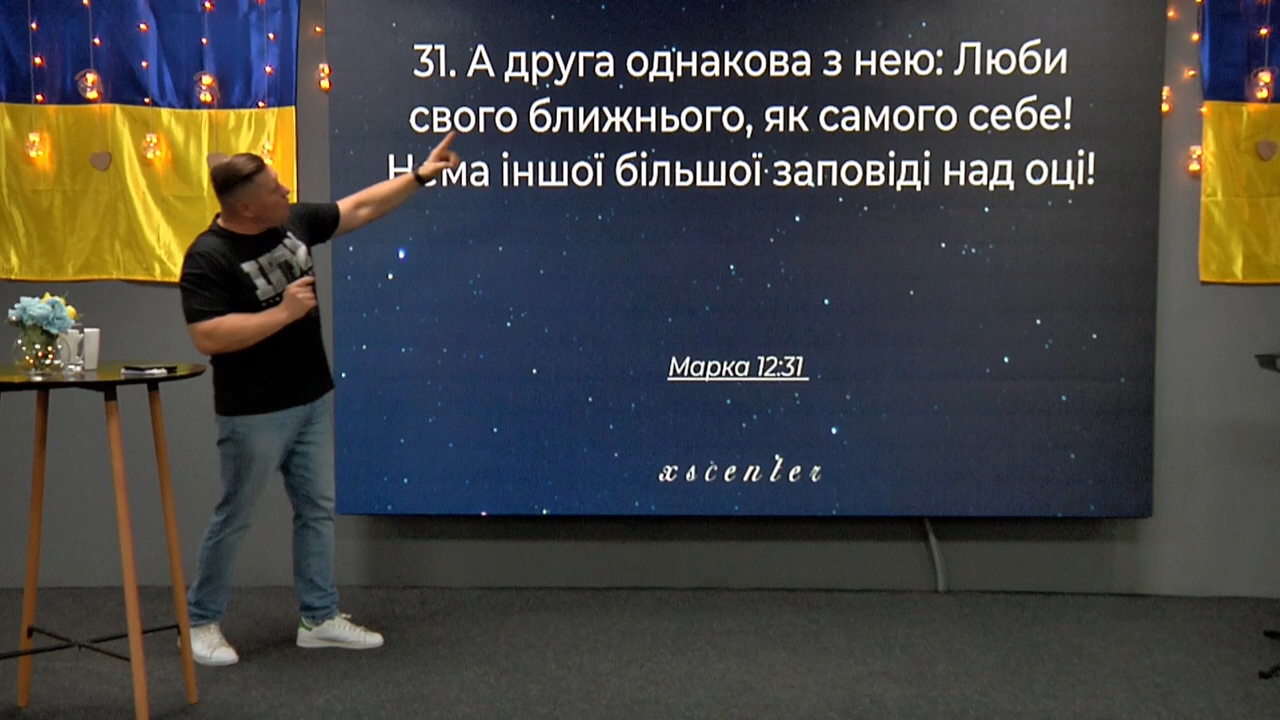 31. А друга однакова з нею: Люби
свого ближнього, як самого себе!
Нема іншої більшої заповіді над оці!
Марка 12:31
xscenter